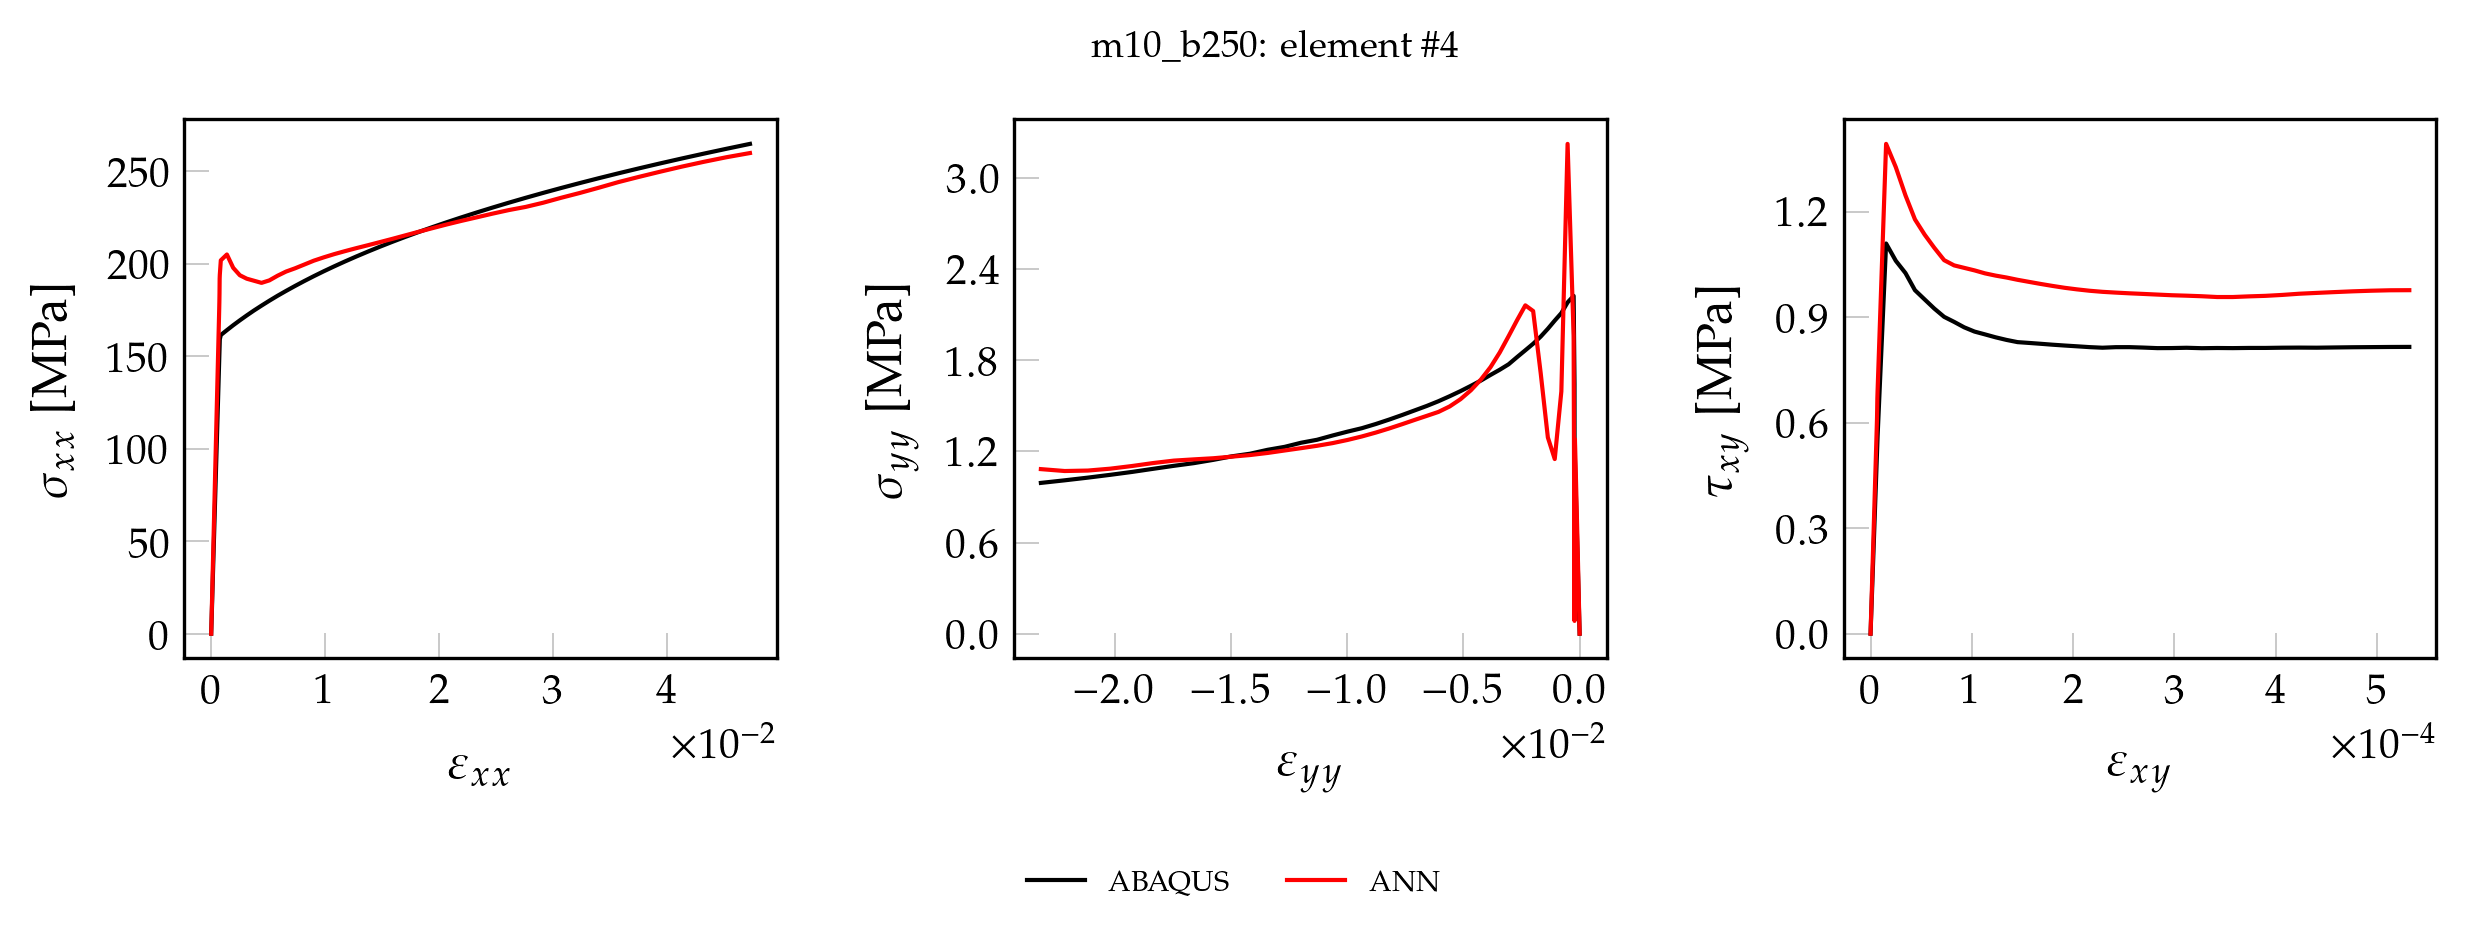 m10_b250: element #4
σxx [MPa]
250
200
150
100
50
0
0 1 2 3 4
×10⁻²
εxx
σyy [MPa]
3.0
2.4
1.8
1.2
0.6
0.0
−2.0 −1.5 −1.0 −0.5 0.0
×10⁻²
εyy
τxy [MPa]
1.2
0.9
0.6
0.3
0.0
0 1 2 3 4 5
×10⁻⁴
εxy
ABAQUS ANN